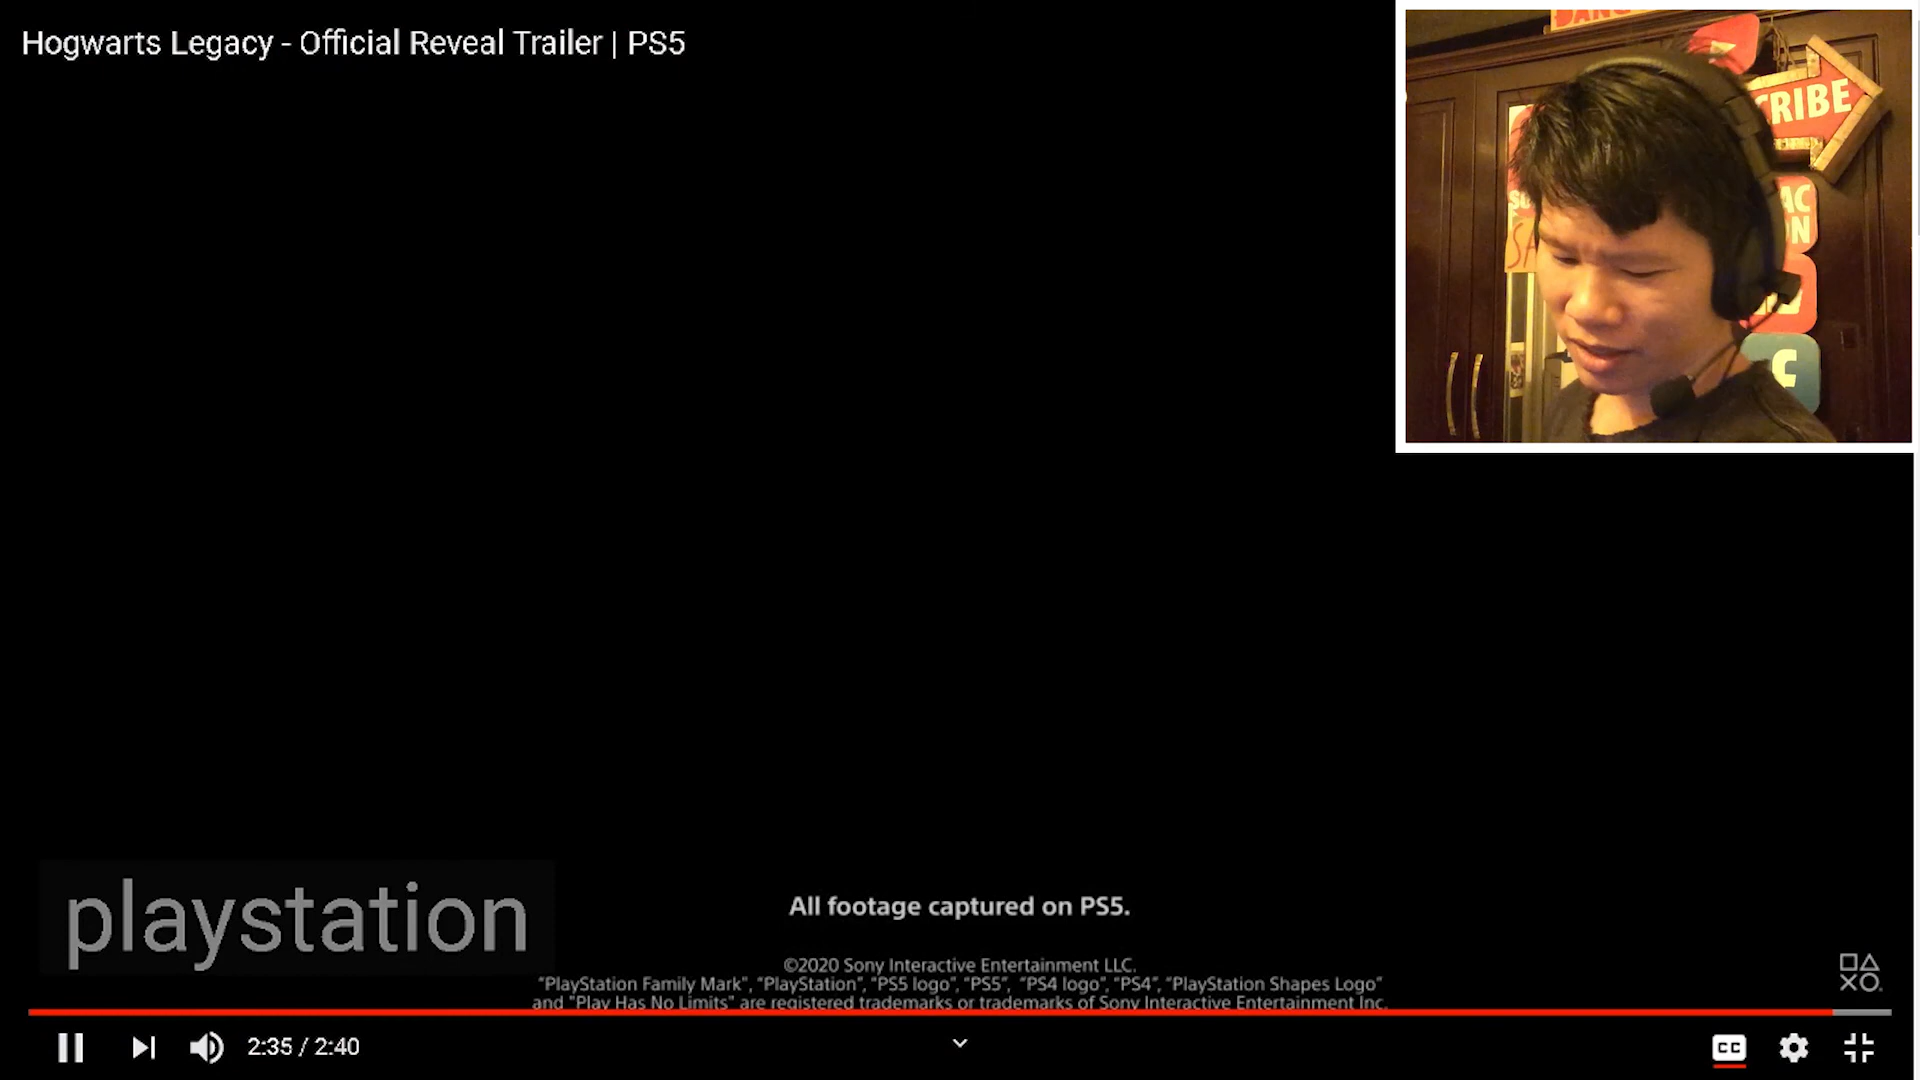 Hogwarts Legacy - Official Reveal Trailer | PS5
CRIBE
playstation
All footage captured on PS5.
©2020 Sony Interactive Entertainment LLC.
"PlayStation Family Mark", "PlayStation", "PS5 logo", "PS5", "PS4 logo", "PS4", "PlayStation Shapes Logo"
and "Play Has No Limits" are registered trademarks or trademarks of Sony Interactive Entertainment Inc.
2:35 / 2:40
CC